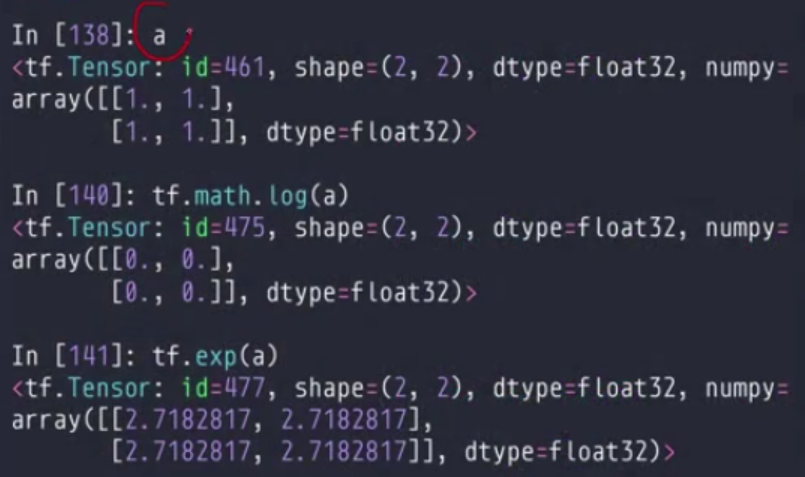 In [138]: a
<tf.Tensor: id=461, shape=(2, 2), dtype=float32, numpy=
array([[1., 1.],
       [1., 1.]], dtype=float32)>
In [140]: tf.math.log(a)
<tf.Tensor: id=475, shape=(2, 2), dtype=float32, numpy=
array([[0., 0.],
       [0., 0.]], dtype=float32)>
In [141]: tf.exp(a)
<tf.Tensor: id=477, shape=(2, 2), dtype=float32, numpy=
array([[2.7182817, 2.7182817],
       [2.7182817, 2.7182817]], dtype=float32)>